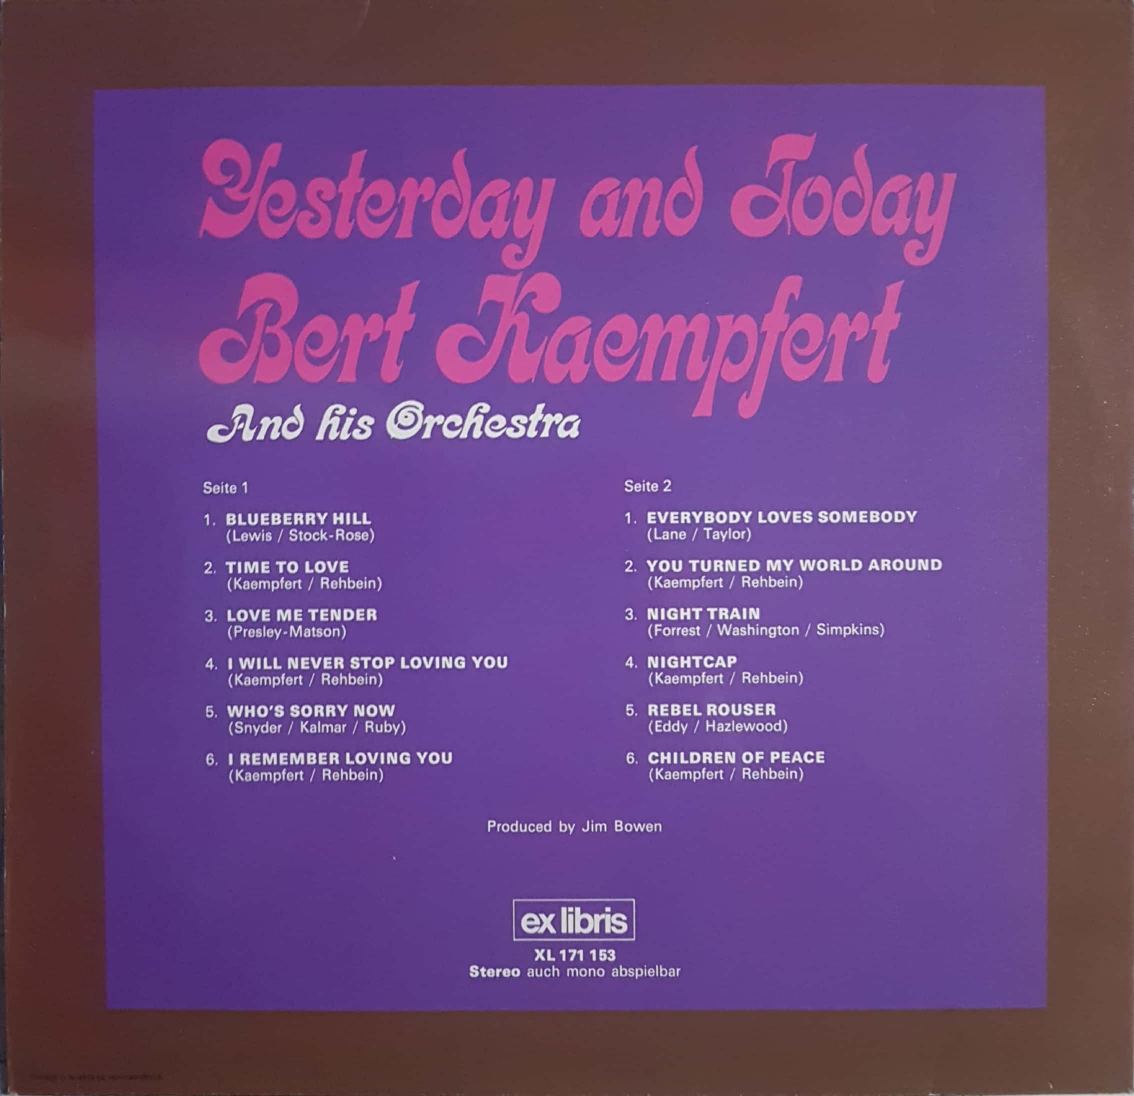 Yesterday and Today
Bert Kaempfert
And his Orchestra
Seite 1
1. BLUEBERRY HILL
(Lewis / Stock-Rose)
2. TIME TO LOVE
(Kaempfert / Rehbein)
3. LOVE ME TENDER
(Presley-Matson)
4. I WILL NEVER STOP LOVING YOU
(Kaempfert / Rehbein)
5. WHO'S SORRY NOW
(Snyder / Kalmar / Ruby)
6. I REMEMBER LOVING YOU
(Kaempfert / Rehbein)
Seite 2
1. EVERYBODY LOVES SOMEBODY
(Lane / Taylor)
2. YOU TURNED MY WORLD AROUND
(Kaempfert / Rehbein)
3. NIGHT TRAIN
(Forrest / Washington / Simpkins)
4. NIGHTCAP
(Kaempfert / Rehbein)
5. REBEL ROUSER
(Eddy / Hazlewood)
6. CHILDREN OF PEACE
(Kaempfert / Rehbein)
Produced by Jim Bowen
ex libris
XL 171 153
Stereo auch mono abspielbar